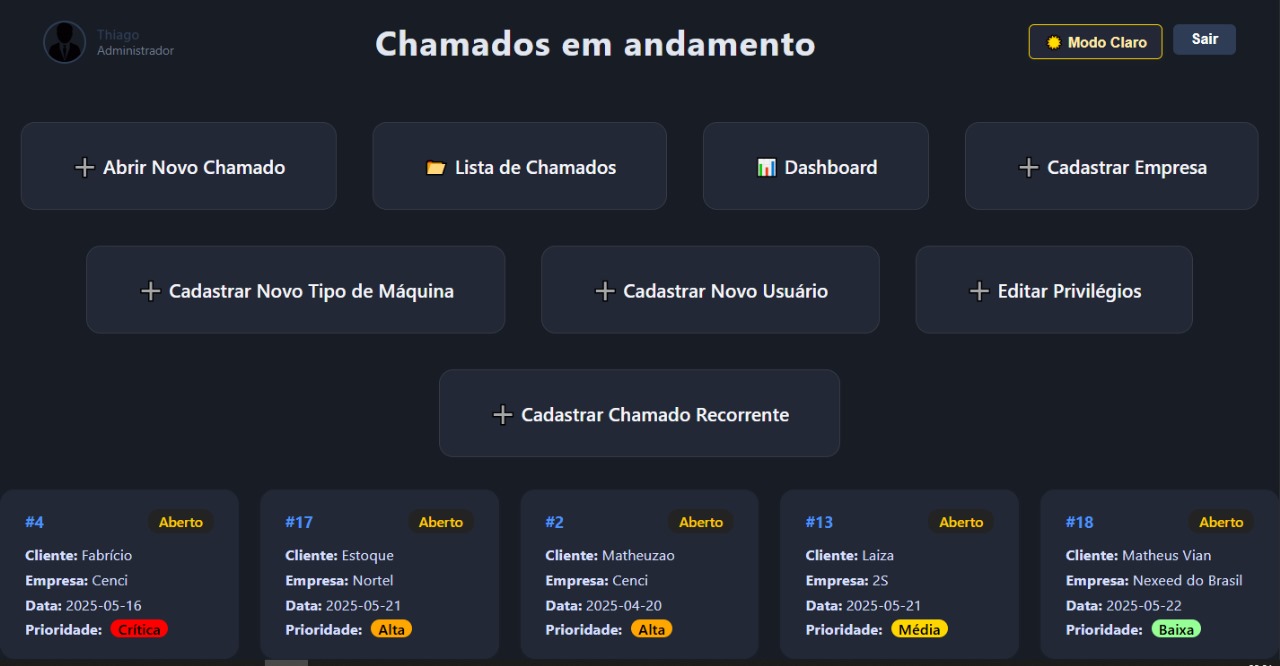 Thiago
Administrador
Chamados em andamento
Modo Claro
Sair
Abrir Novo Chamado
Lista de Chamados
Dashboard
Cadastrar Empresa
Cadastrar Novo Tipo de Máquina
Cadastrar Novo Usuário
Editar Privilégios
Cadastrar Chamado Recorrente
#4 Aberto
Cliente: Fabrício
Empresa: Cenci
Data: 2025-05-16
Prioridade: Crítica
#17 Aberto
Cliente: Estoque
Empresa: Nortel
Data: 2025-05-21
Prioridade: Alta
#2 Aberto
Cliente: Matheuzao
Empresa: Cenci
Data: 2025-04-20
Prioridade: Alta
#13 Aberto
Cliente: Laiza
Empresa: 2S
Data: 2025-05-21
Prioridade: Média
#18 Aberto
Cliente: Matheus Vian
Empresa: Nexeed do Brasil
Data: 2025-05-22
Prioridade: Baixa